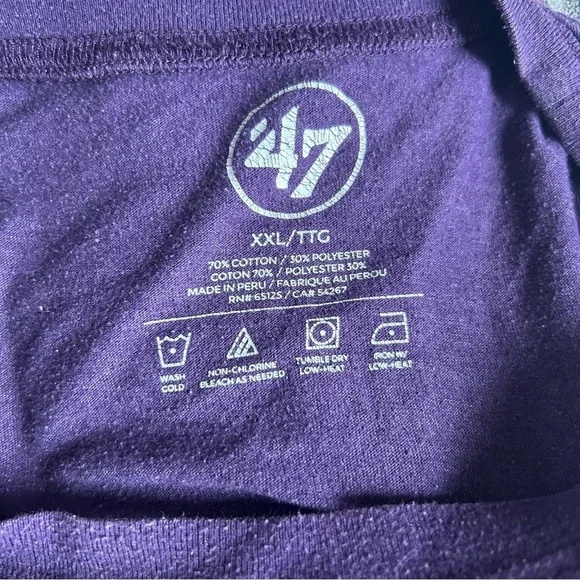 '47
XXL/TTG
70% COTTON / 30% POLYESTER
COTON 70% / POLYESTER 30%
MADE IN PERU / FABRIQUE AU PEROU
RN# 65125 / CA# 54267
WASH
COLD
NON-CHLORINE
BLEACH AS NEEDED
TUMBLE DRY
LOW-HEAT
IRON W/
LOW-HEAT